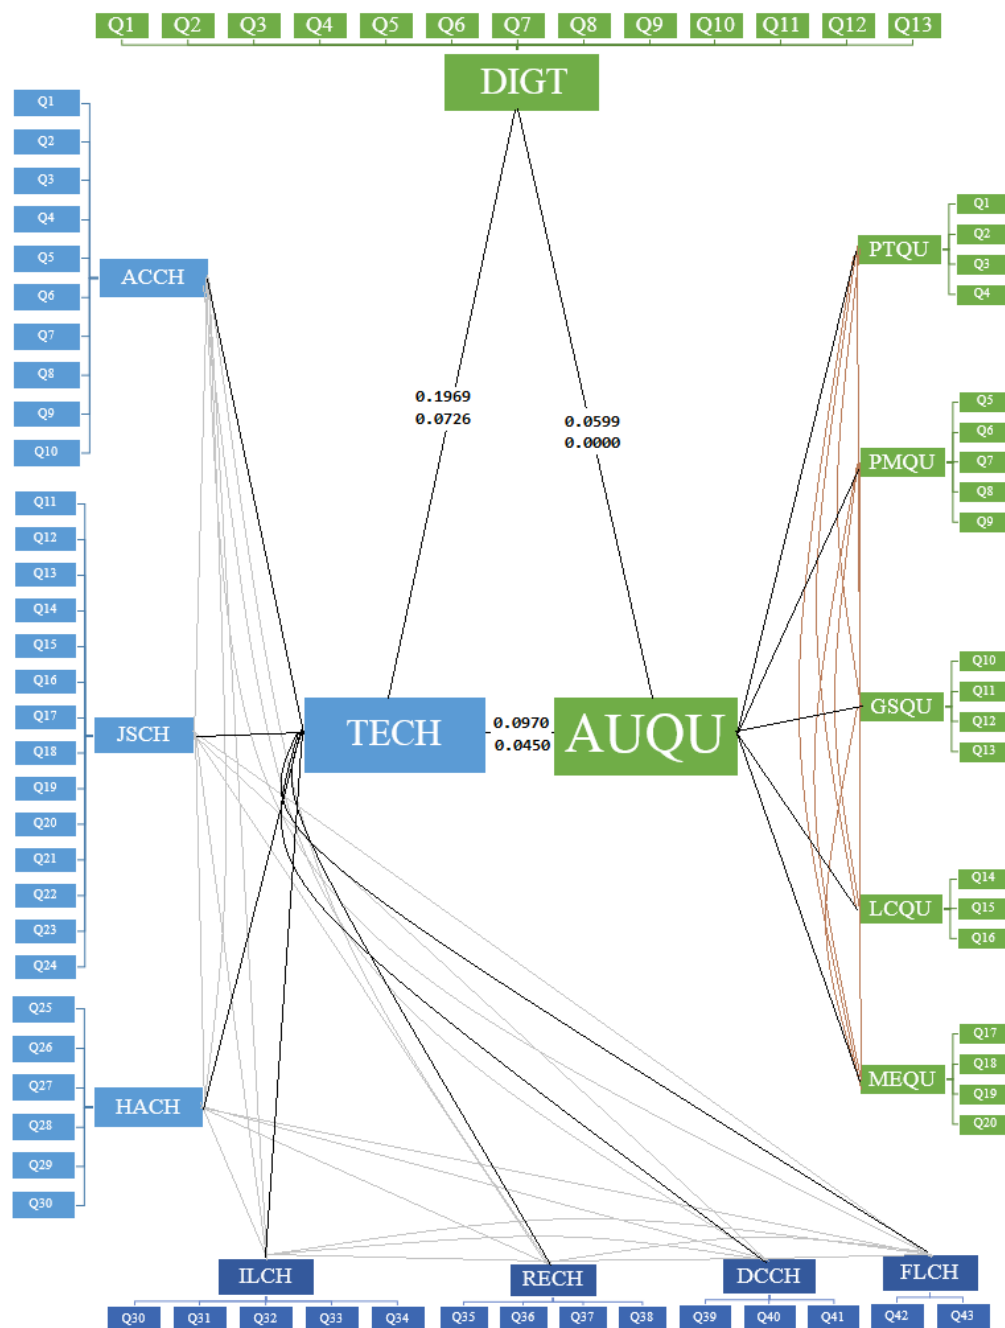 Q1 Q2 Q3 Q4 Q5 Q6 Q7 Q8 Q9 Q10 Q11 Q12 Q13
DIGT
Q1
Q2
Q3
Q4
Q5
Q6
Q7
Q8
Q9
Q10
ACCH
Q11
Q12
Q13
Q14
Q15
Q16
Q17
Q18
Q19
Q20
Q21
Q22
Q23
Q24
JSCH
Q25
Q26
Q27
Q28
Q29
Q30
HACH
0.1969
0.0726
0.0599
0.0000
TECH
0.0970
0.0450
AUQU
PTQU
Q1
Q2
Q3
Q4
PMQU
Q5
Q6
Q7
Q8
Q9
GSQU
Q10
Q11
Q12
Q13
LCQU
Q14
Q15
Q16
MEQU
Q17
Q18
Q19
Q20
ILCH RECH DCCH FLCH
Q30 Q31 Q32 Q33 Q34 Q35 Q36 Q37 Q38 Q39 Q40 Q41 Q42 Q43